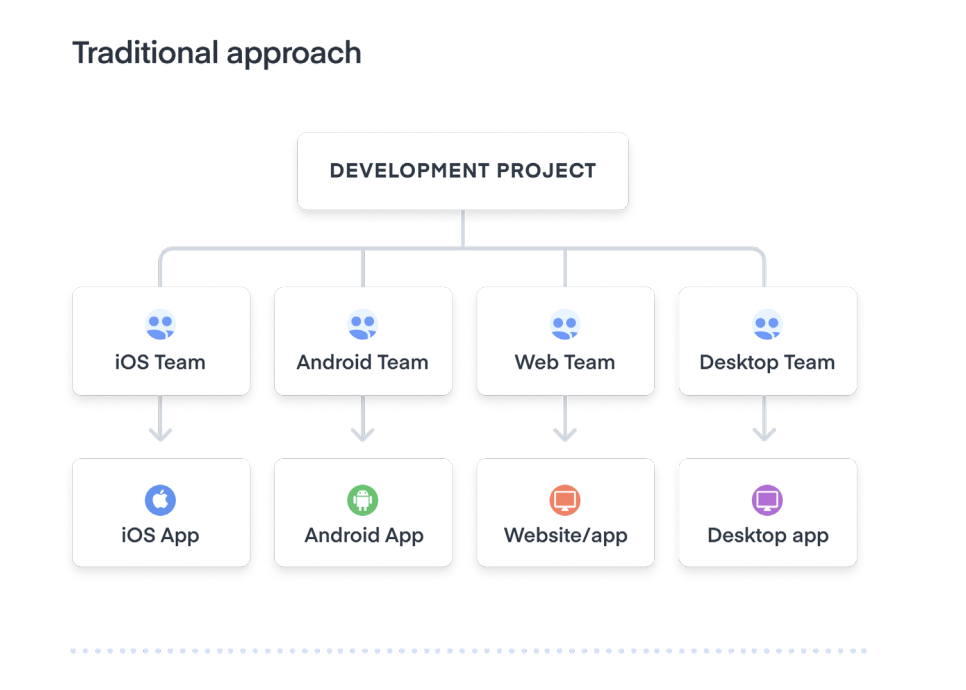 Traditional approach
DEVELOPMENT PROJECT
iOS Team
Android Team
Web Team
Desktop Team
iOS App
Android App
Website/app
Desktop app